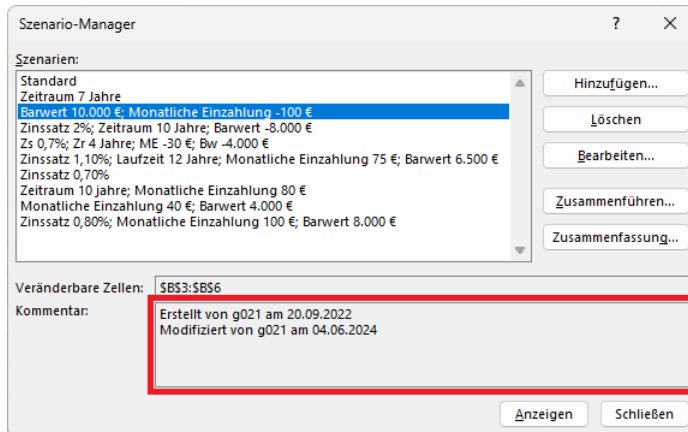 Szenario-Manager
?
Szenarien:
Standard
Zeitraum 7 Jahre
Barwert 10.000 €; Monatliche Einzahlung -100 €
Zinssatz 2%; Zeitraum 10 Jahre; Barwert -8.000 €
Zs 0,7%; Zr 4 Jahre; ME -30 €; Bw -4.000 €
Zinssatz 1,10%; Laufzeit 12 Jahre; Monatliche Einzahlung 75 €; Barwert 6.500 €
Zinssatz 0,70%
Zeitraum 10 jahre; Monatliche Einzahlung 80 €
Monatliche Einzahlung 40 €; Barwert 4.000 €
Zinssatz 0,80%; Monatliche Einzahlung 100 €; Barwert 8.000 €
Hinzufügen...
Löschen
Bearbeiten...
Zusammenführen...
Zusammenfassung...
Veränderbare Zellen: $B$3:$B$6
Kommentar:
Erstellt von g021 am 20.09.2022
Modifiziert von g021 am 04.06.2024
Anzeigen
Schließen